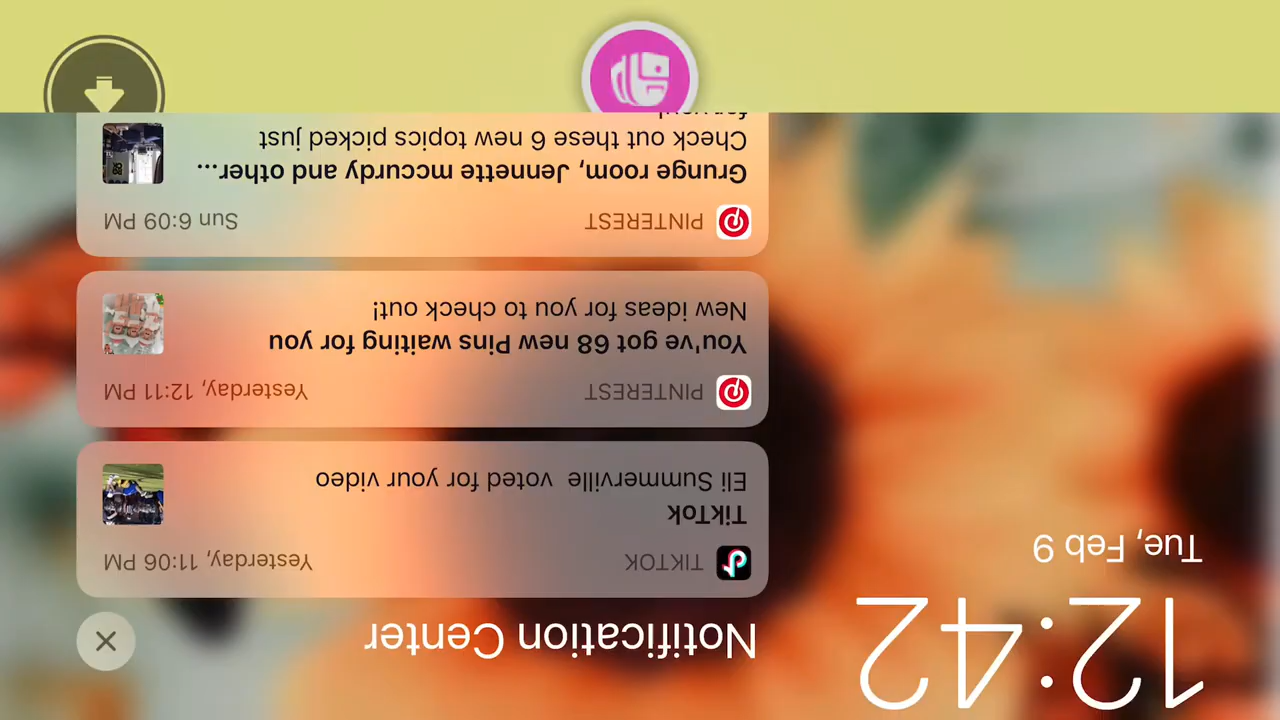 12:42
Tue, Feb 9
Notification Center
TIKTOK
Yesterday, 11:06 PM
TikTok
Eli Summerville voted for your video
PINTEREST
Yesterday, 12:11 PM
You've got 68 new Pins waiting for you
New ideas for you to check out!
PINTEREST
Sun 6:09 PM
Grunge room, Jennette mccurdy and other...
Check out these 6 new topics picked just